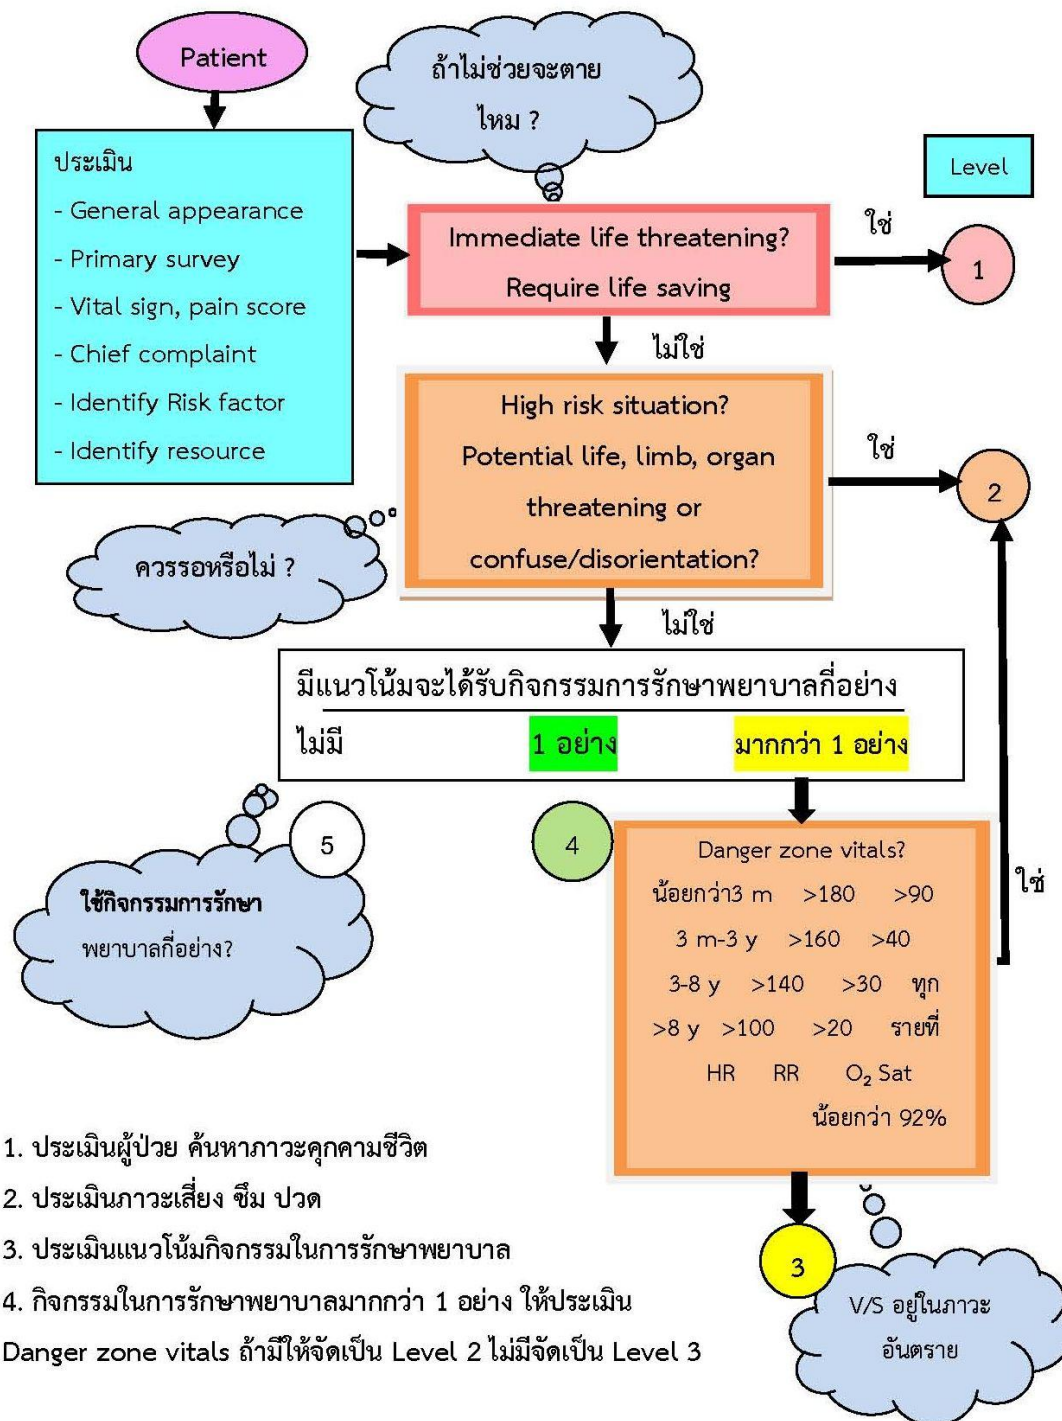 Patient
ถ้าไม่ช่วยจะตาย
ไหม ?
ประเมิน
- General appearance
- Primary survey
- Vital sign, pain score
- Chief complaint
- Identify Risk factor
- Identify resource
Level
Immediate life threatening?
Require life saving
ใช่
1
ไม่ใช่
High risk situation?
Potential life, limb, organ
threatening or
confuse/disorientation?
ใช่
2
ควรรอหรือไม่ ?
ไม่ใช่
มีแนวโน้มจะได้รับกิจกรรมการรักษาพยาบาลกี่อย่าง
ไม่มี 1 อย่าง มากกว่า 1 อย่าง
5
4
ใช้กิจกรรมการรักษา
พยาบาลกี่อย่าง?
Danger zone vitals?
น้อยกว่า3 m >180 >90
3 m-3 y >160 >40
3-8 y >140 >30 ทุก
>8 y >100 >20 รายที่
HR RR O₂ Sat
น้อยกว่า 92%
ใช่
3
V/S อยู่ในภาวะ
อันตราย
1. ประเมินผู้ป่วย ค้นหาภาวะคุกคามชีวิต
2. ประเมินภาวะเสี่ยง ซึม ปวด
3. ประเมินแนวโน้มกิจกรรมในการรักษาพยาบาล
4. กิจกรรมในการรักษาพยาบาลมากกว่า 1 อย่าง ให้ประเมิน
Danger zone vitals ถ้ามีให้จัดเป็น Level 2 ไม่มีจัดเป็น Level 3